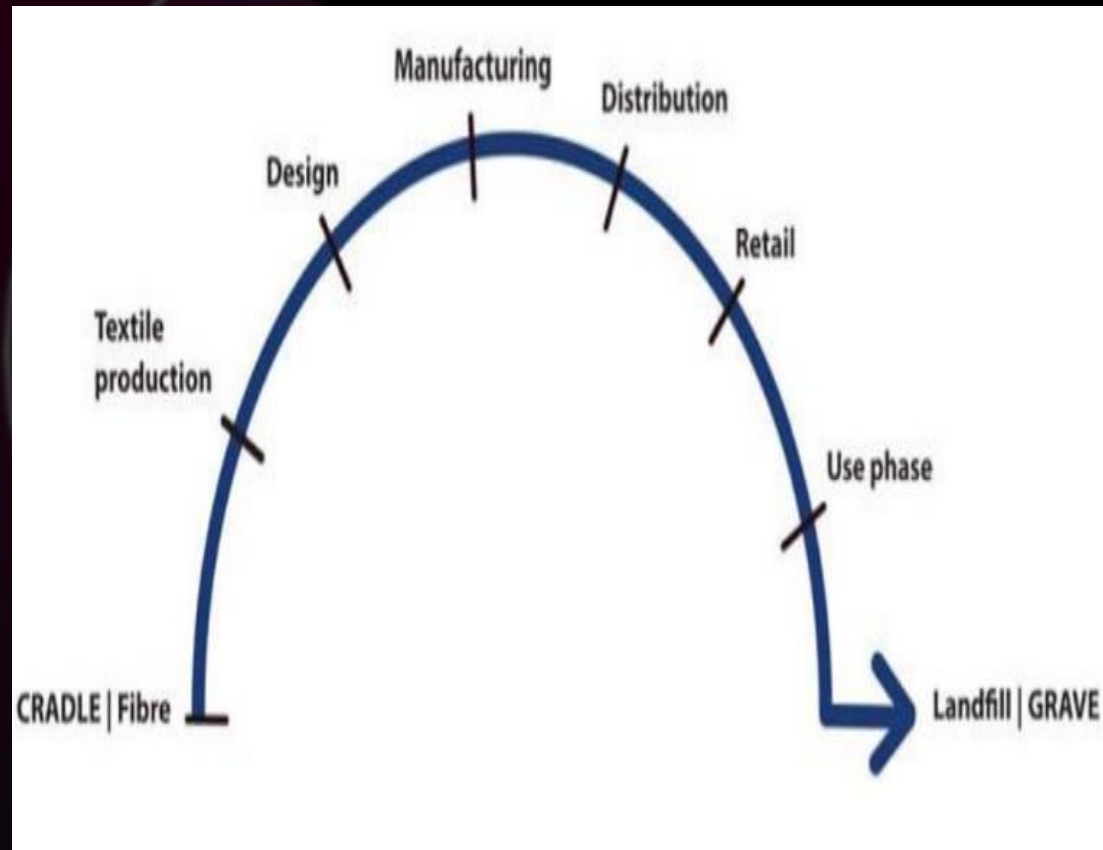 Manufacturing
Distribution
Design
Retail
Textile
production
Use phase
CRADLE | Fibre
Landfill | GRAVE